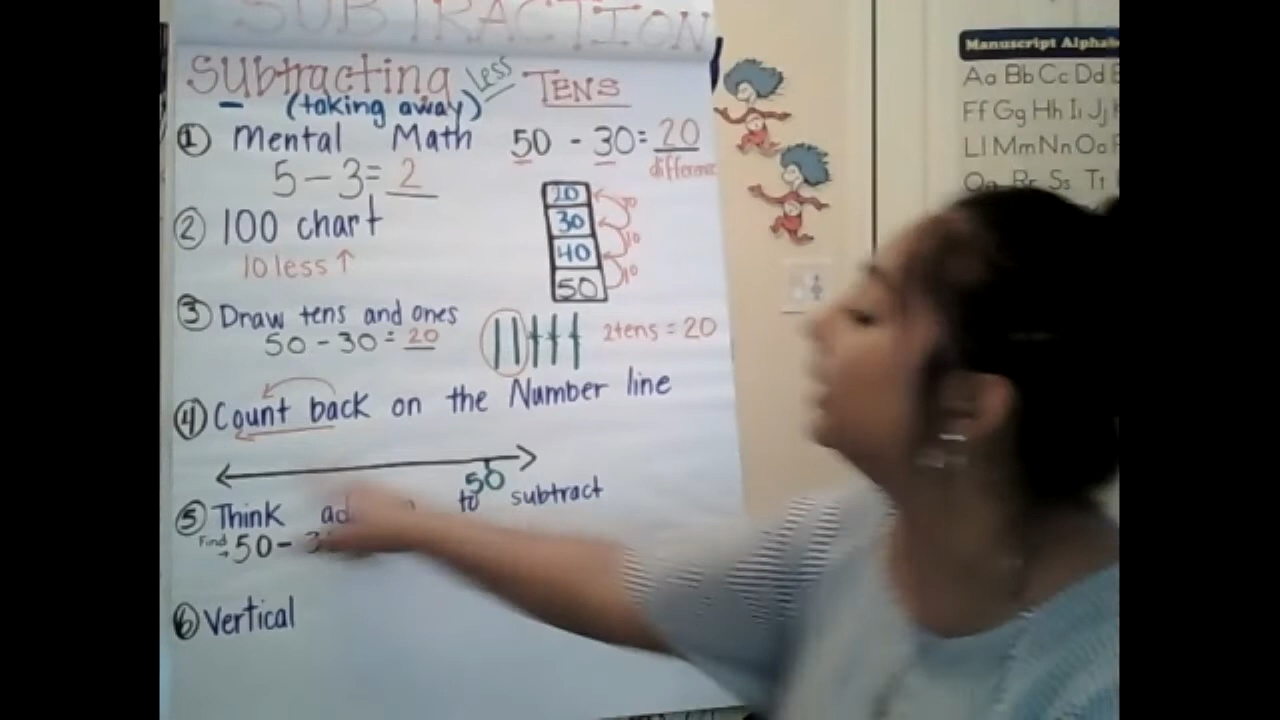 SUBTRACTION
Subtracting less TENS
- (taking away)
① Mental Math 50 - 30 = 20
difference
5 - 3 = 2
② 100 chart
10 less ↑
20
30
40
50
10
10
10
③ Draw tens and ones
50 - 30 = 20
2tens = 20
④ Count back on the Number line
50
⑤ Think to subtract
Find → 50 -
⑥ Vertical
Manuscript Alphabe
Aa Bb Cc Dd
Ff Gg Hh Ii Jj
Ll Mm Nn Oo
Qq Rr Ss Tt